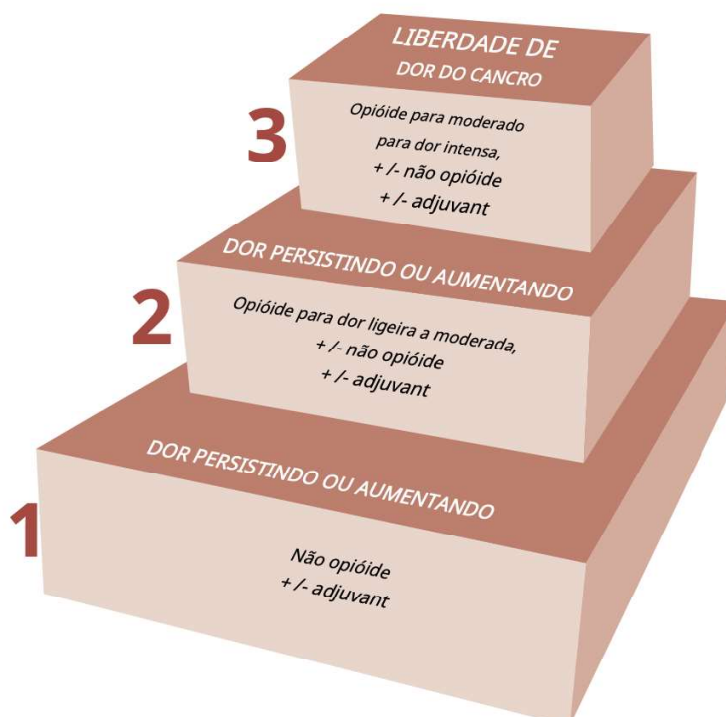 LIBERDADE DE
DOR DO CANCRO
3
Opióide para moderado
para dor intensa,
+ /- não opióide
+ /- adjuvant
DOR PERSISTINDO OU AUMENTANDO
2
Opióide para dor ligeira a moderada,
+ /- não opióide
+ /- adjuvant
DOR PERSISTINDO OU AUMENTANDO
1
Não opióide
+ /- adjuvant